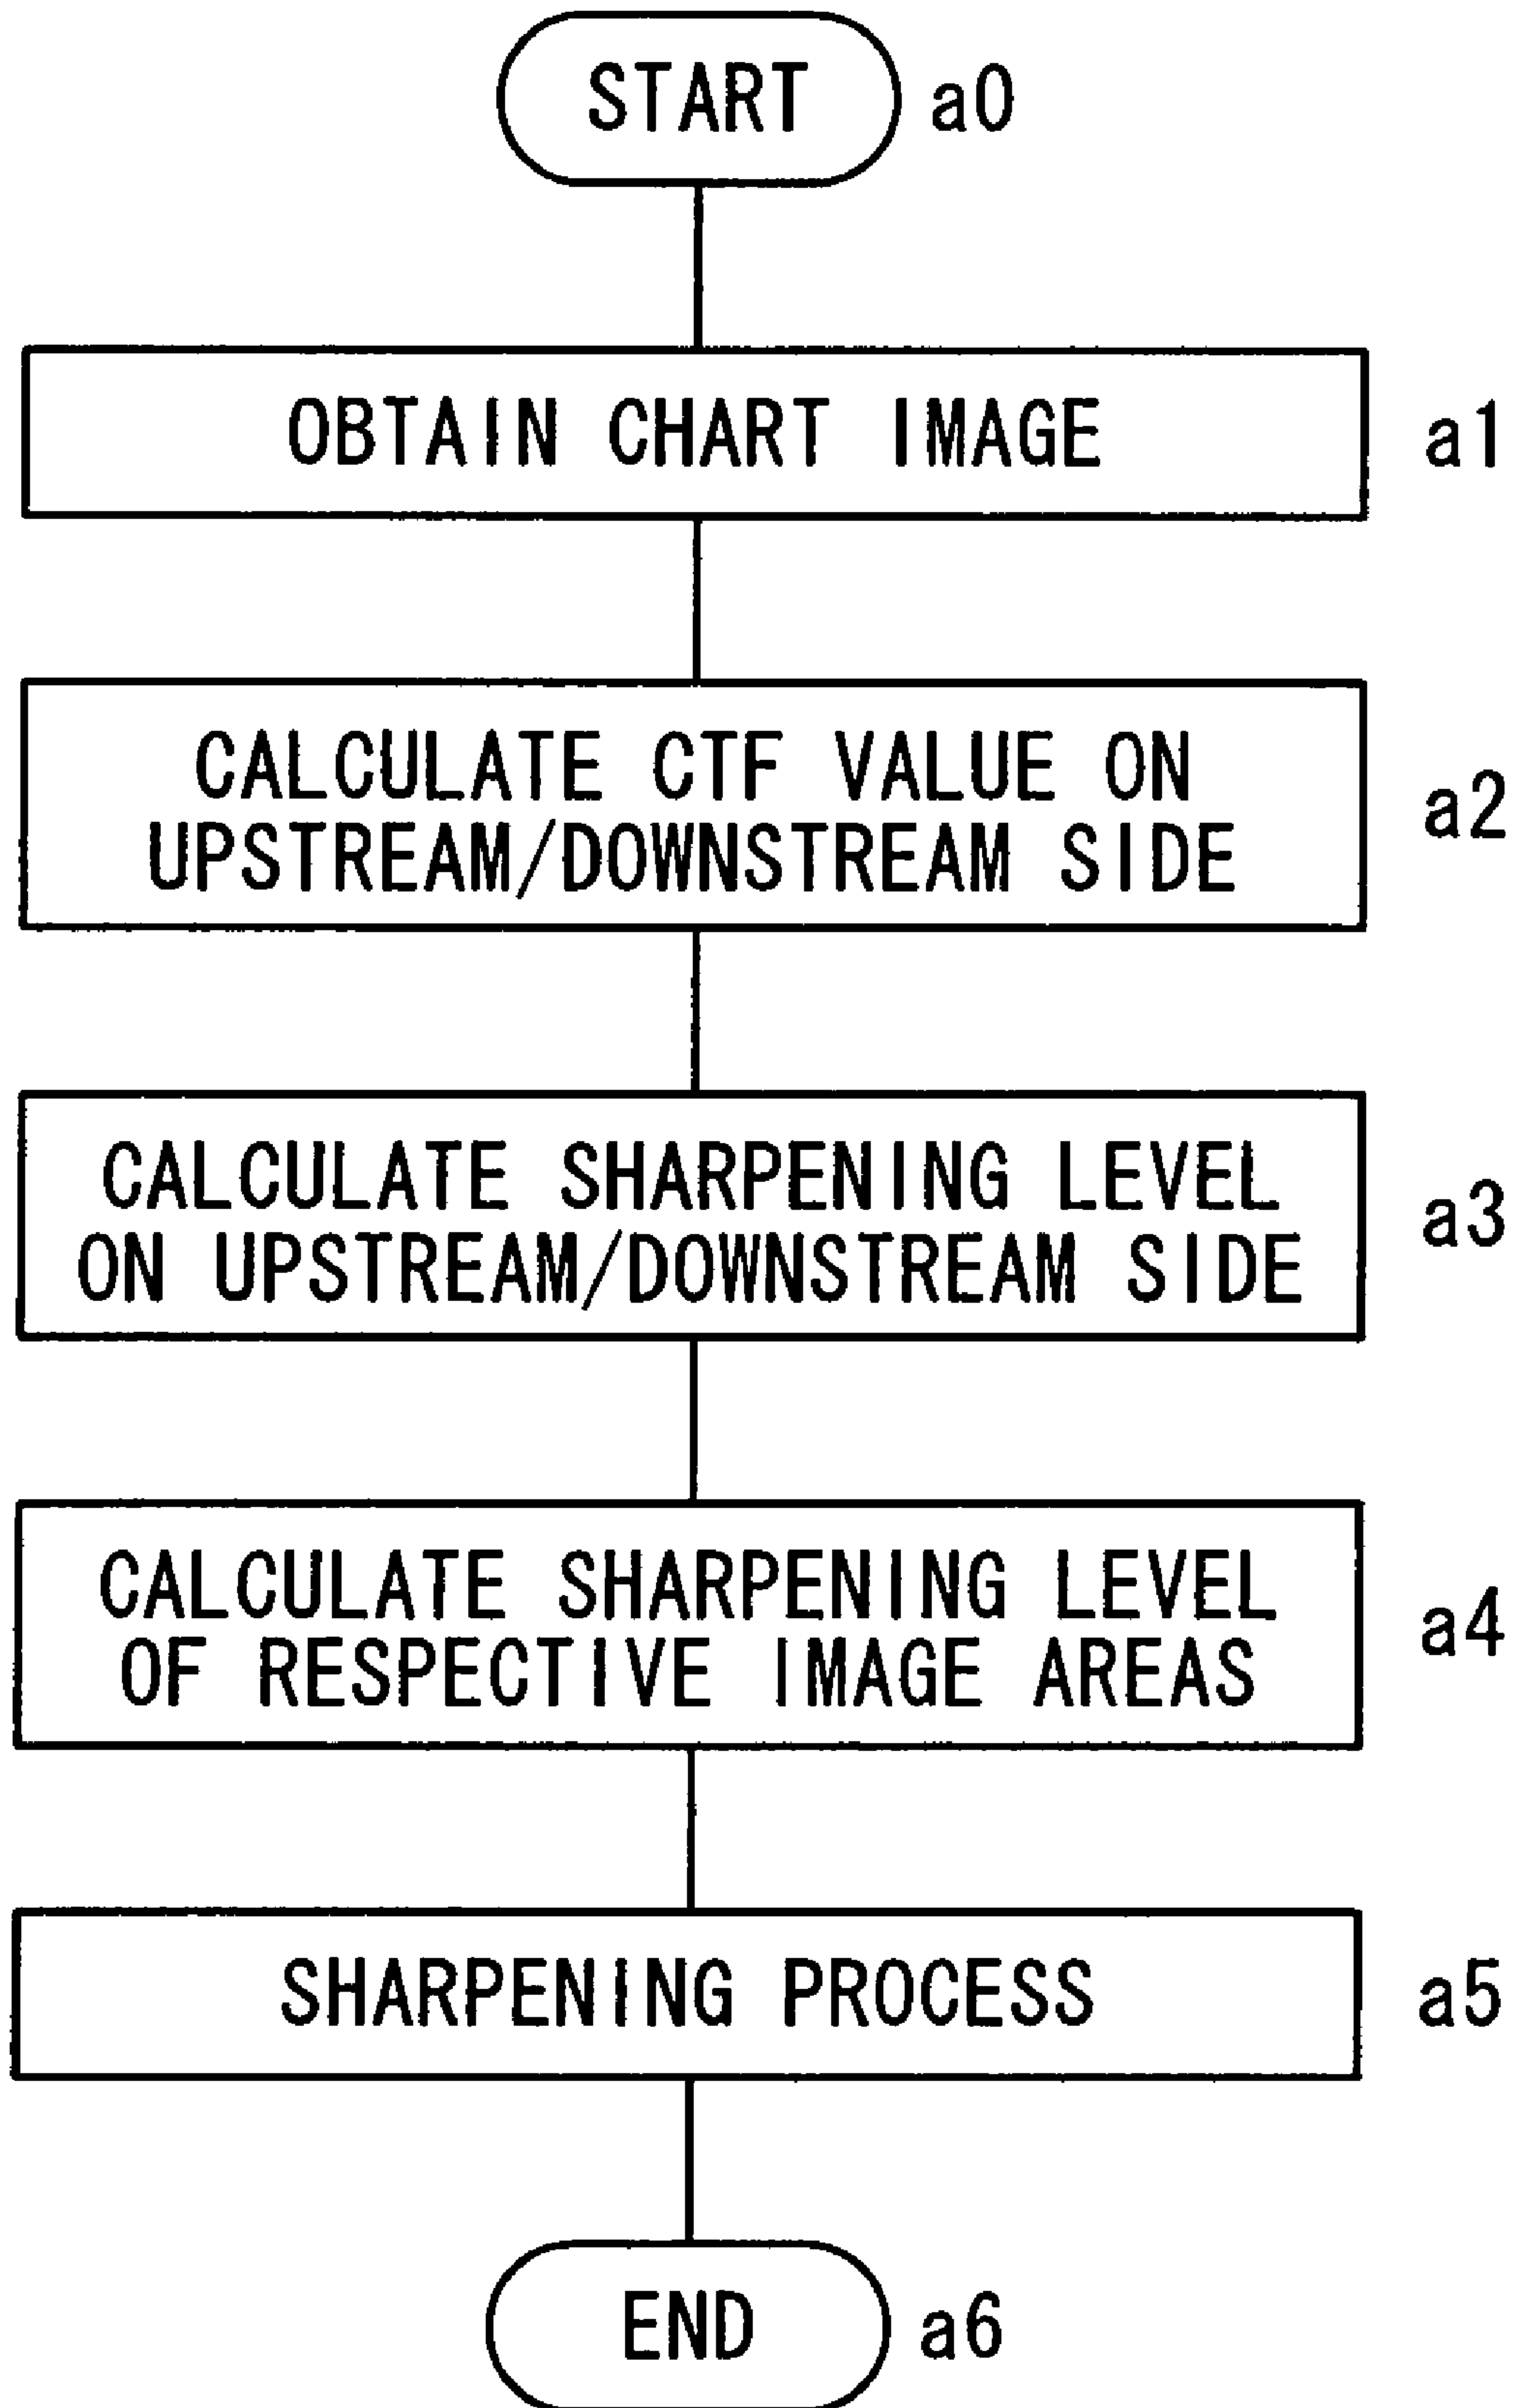 START a0
OBTAIN CHART IMAGE a1
CALCULATE CTF VALUE ON
UPSTREAM/DOWNSTREAM SIDE
a2
CALCULATE SHARPENING LEVEL
ON UPSTREAM/DOWNSTREAM SIDE
a3
CALCULATE SHARPENING LEVEL
OF RESPECTIVE IMAGE AREAS
a4
SHARPENING PROCESS a5
END a6